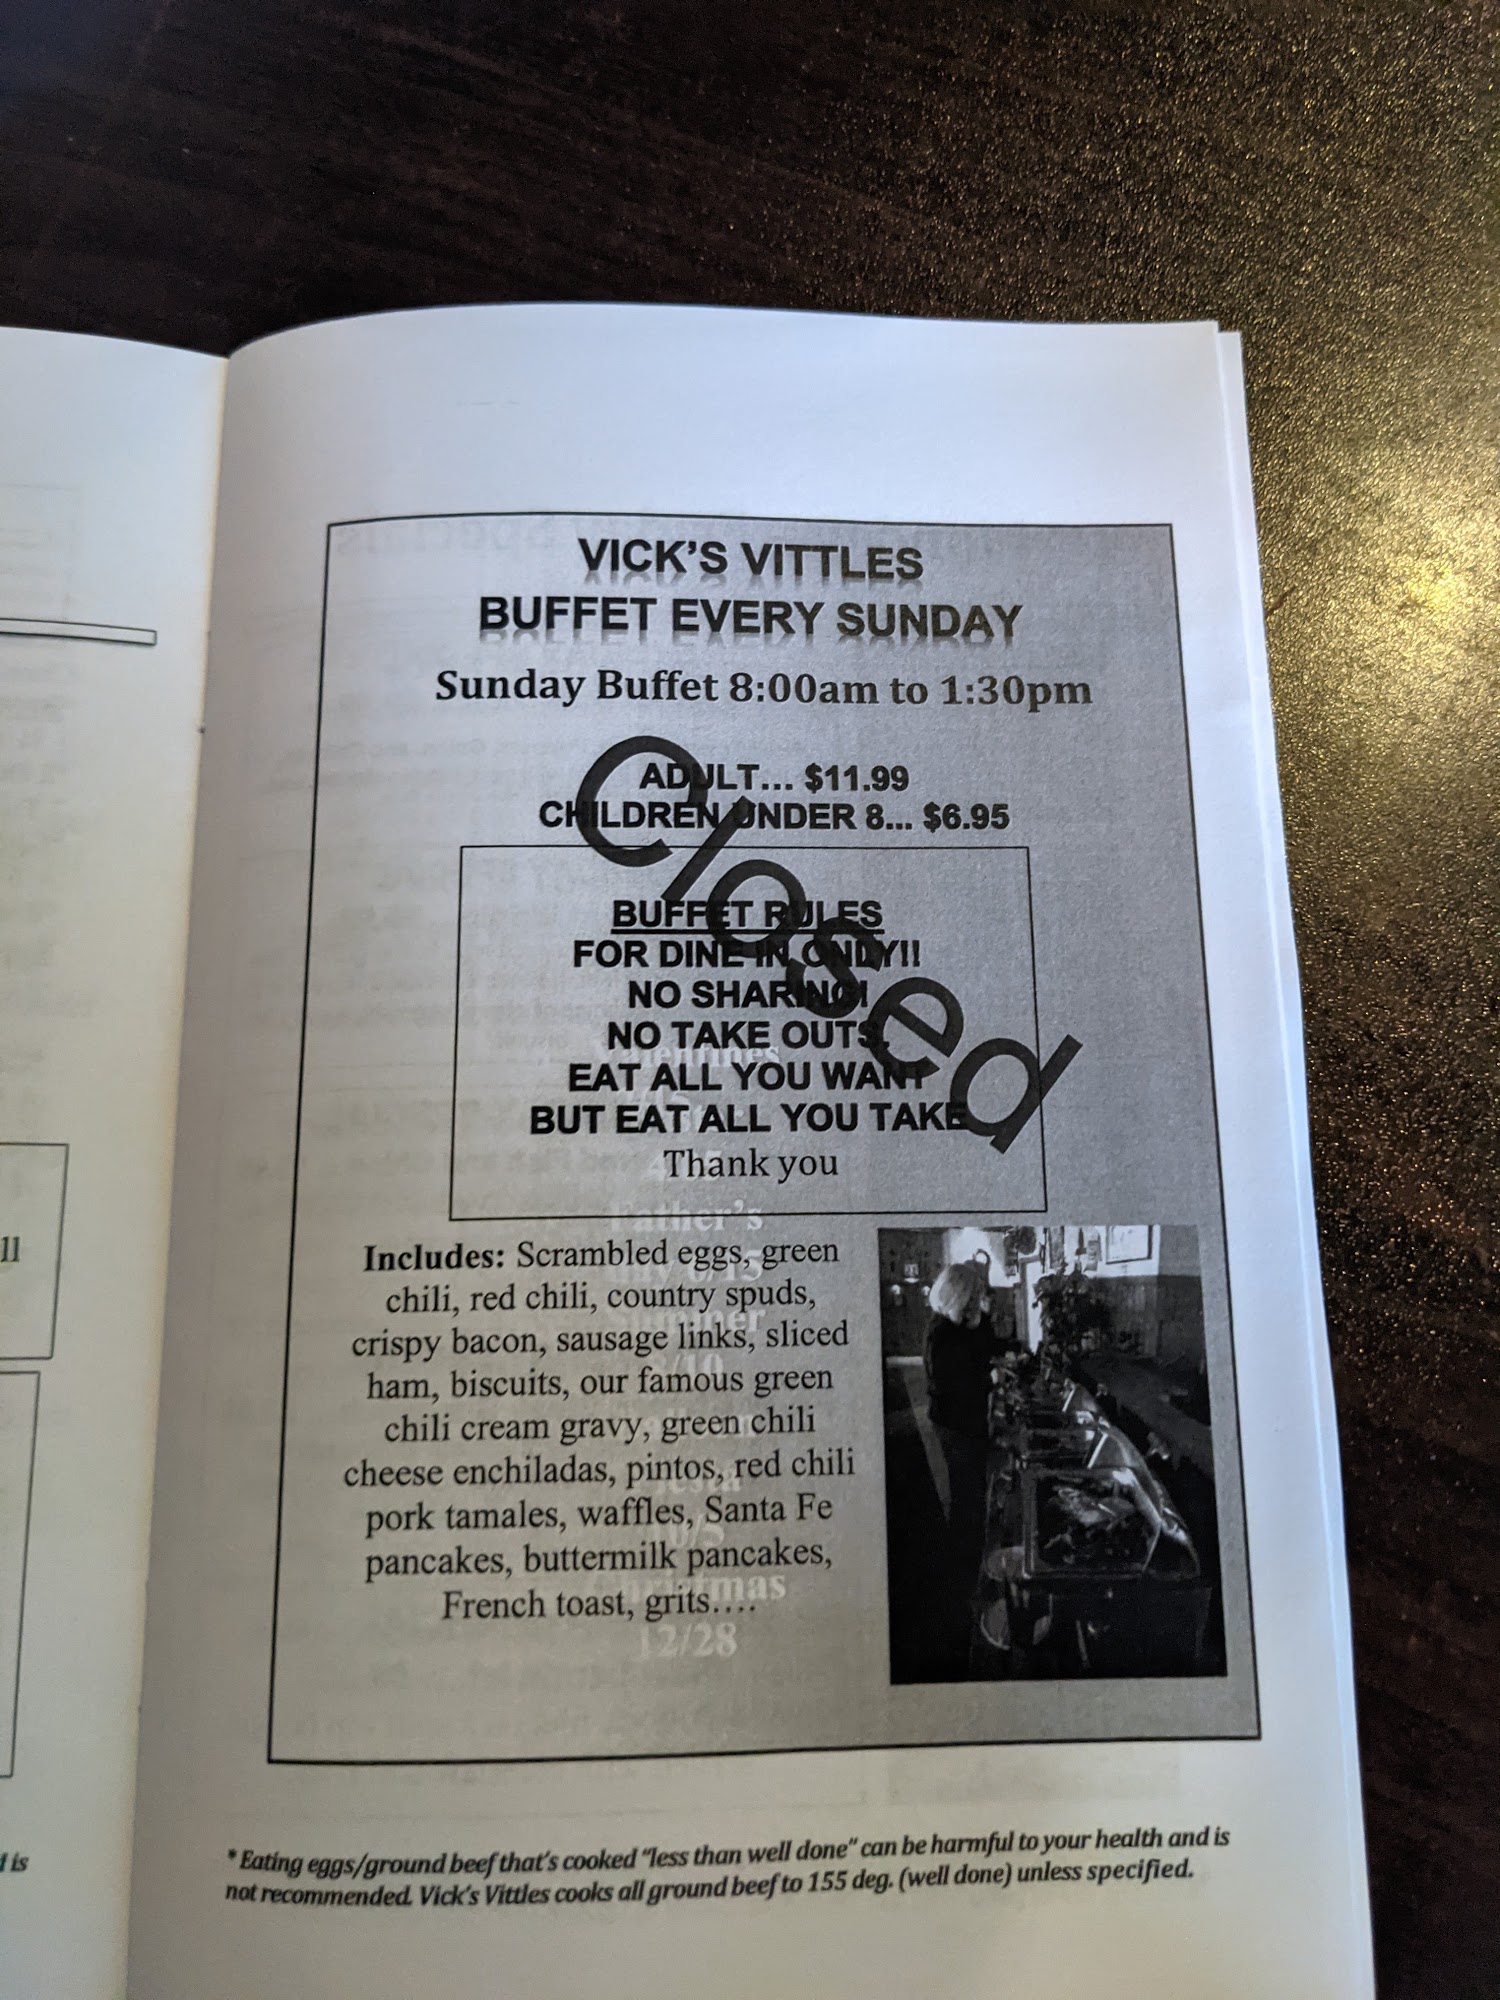 VICK'S VITTLES
BUFFET EVERY SUNDAY
Sunday Buffet 8:00am to 1:30pm
ADULT... $11.99
CHILDREN UNDER 8... $6.95
Closed
BUFFET RULES
FOR DINE IN ONLY!!
NO SHARING!
NO TAKE OUTS.
EAT ALL YOU WANT
BUT EAT ALL YOU TAKE
Thank you
Includes: Scrambled eggs, green
chili, red chili, country spuds,
crispy bacon, sausage links, sliced
ham, biscuits, our famous green
chili cream gravy, green chili
cheese enchiladas, pintos, red chili
pork tamales, waffles, Santa Fe
pancakes, buttermilk pancakes,
French toast, grits....
12/28
* Eating eggs/ground beef that's cooked "less than well done" can be harmful to your health and is
not recommended. Vick's Vittles cooks all ground beef to 155 deg. (well done) unless specified.
ll
is